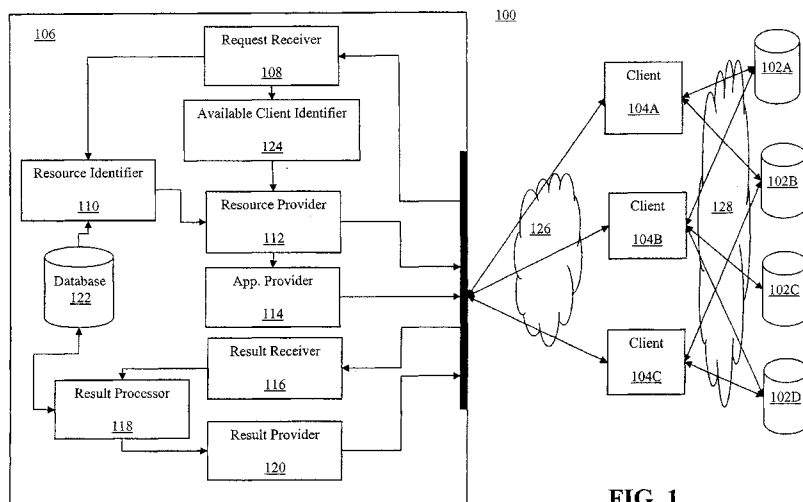 106
100
Request Receiver
108
Available Client Identifier
124
Resource Identifier
110
Resource Provider
112
Database
122
App. Provider
114
Result Receiver
116
Result Processor
118
Result Provider
120
126
Client
104A
Client
104B
Client
104C
128
102A
102B
102C
102D
FIG. 1